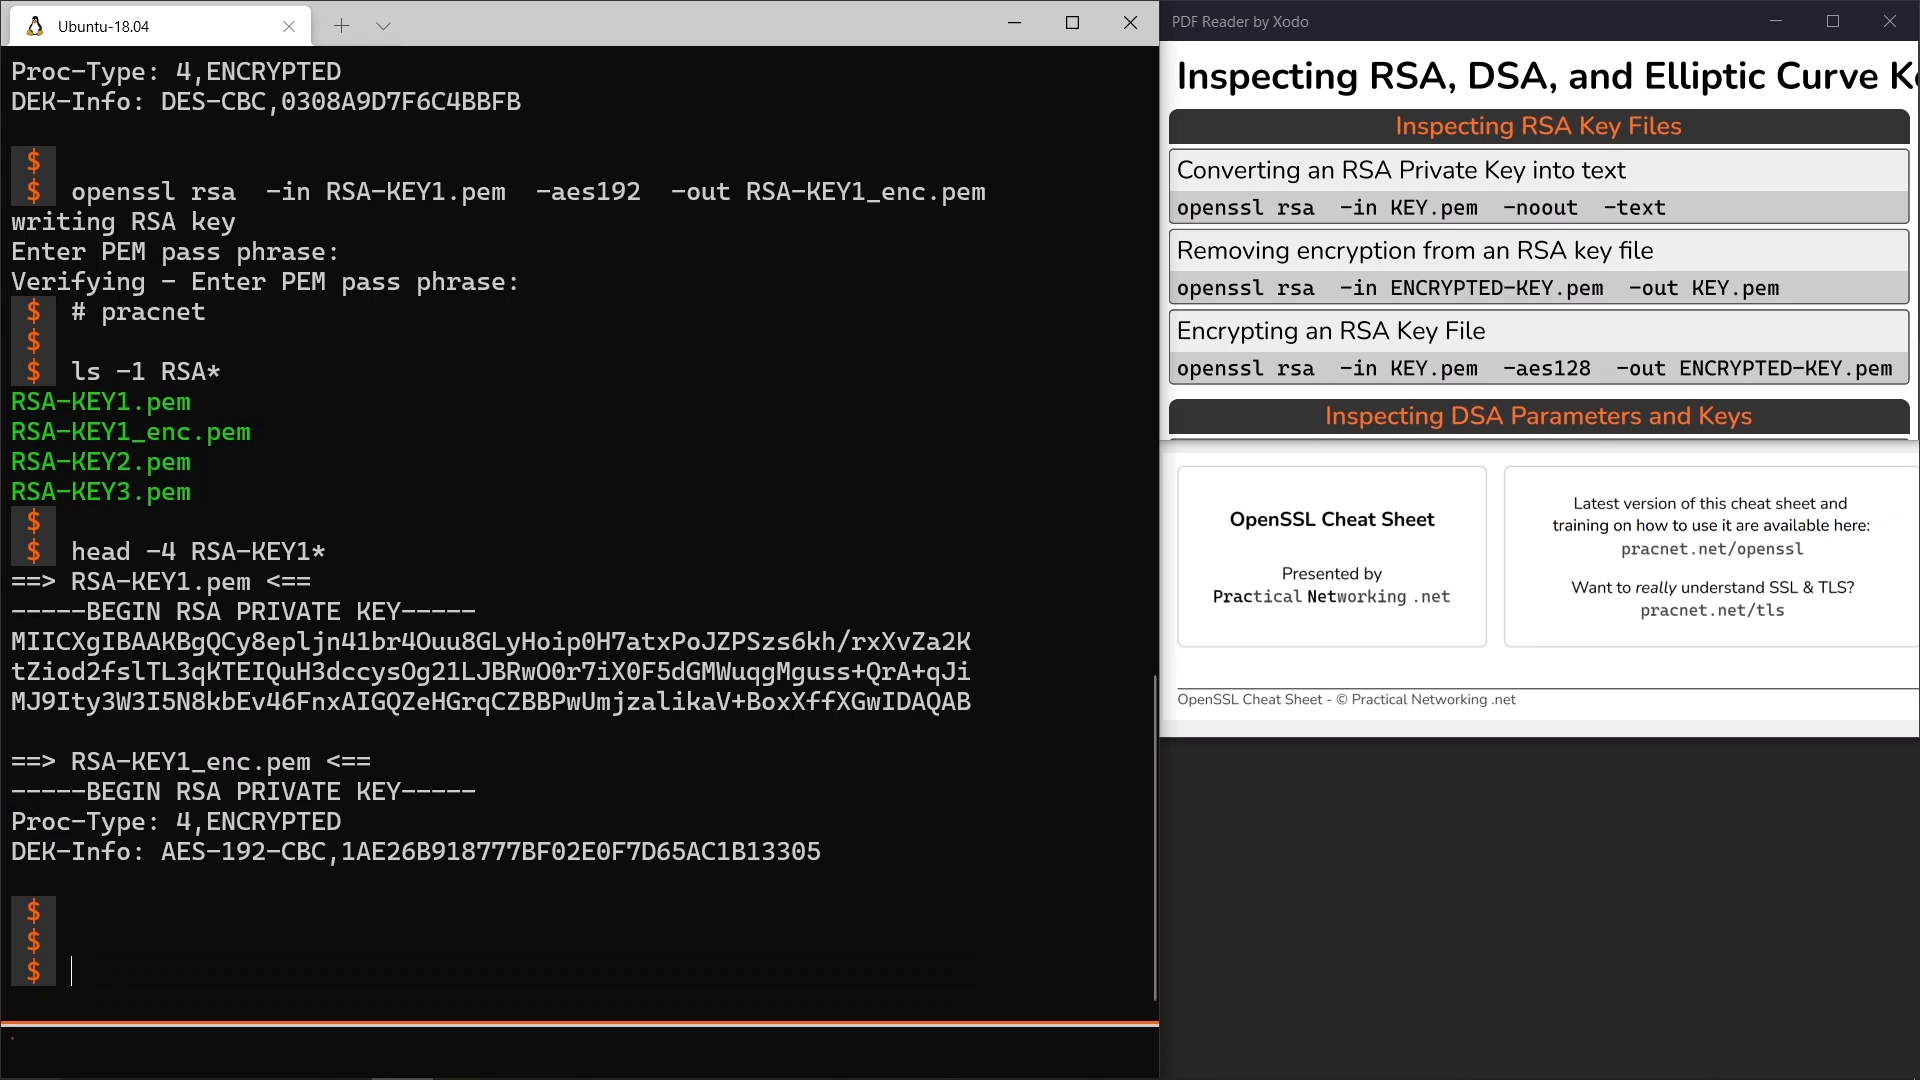 Ubuntu-18.04
Proc-Type: 4,ENCRYPTED
DEK-Info: DES-CBC,0308A9D7F6C4BBFB
$
$ openssl rsa -in RSA-KEY1.pem -aes192 -out RSA-KEY1_enc.pem
writing RSA key
Enter PEM pass phrase:
Verifying - Enter PEM pass phrase:
$ # pracnet
$
$ ls -1 RSA*
RSA-KEY1.pem
RSA-KEY1_enc.pem
RSA-KEY2.pem
RSA-KEY3.pem
$
$ head -4 RSA-KEY1*
==> RSA-KEY1.pem <==
-----BEGIN RSA PRIVATE KEY-----
MIICXgIBAAKBgQCy8epljn41br4Ouu8GLyHoip0H7atxPoJZPSzs6kh/rxXvZa2K
tZiod2fslTL3qKTEIQuH3dccysOg21LJBRwO0r7iX0F5dGMWuqgMguss+QrA+qJi
MJ9Ity3W3I5N8kbEv46FnxAIGQZeHGrqCZBBPwUmjzalikaV+BoxXffXGwIDAQAB
==> RSA-KEY1_enc.pem <==
-----BEGIN RSA PRIVATE KEY-----
Proc-Type: 4,ENCRYPTED
DEK-Info: AES-192-CBC,1AE26B918777BF02E0F7D65AC1B13305
$
$
$
PDF Reader by Xodo
Inspecting RSA, DSA, and Elliptic Curve K
Inspecting RSA Key Files
Converting an RSA Private Key into text
openssl rsa -in KEY.pem -noout -text
Removing encryption from an RSA key file
openssl rsa -in ENCRYPTED-KEY.pem -out KEY.pem
Encrypting an RSA Key File
openssl rsa -in KEY.pem -aes128 -out ENCRYPTED-KEY.pem
Inspecting DSA Parameters and Keys
OpenSSL Cheat Sheet
Presented by
Practical Networking .net
Latest version of this cheat sheet and
training on how to use it are available here:
pracnet.net/openssl
Want to really understand SSL & TLS?
pracnet.net/tls
OpenSSL Cheat Sheet - © Practical Networking .net